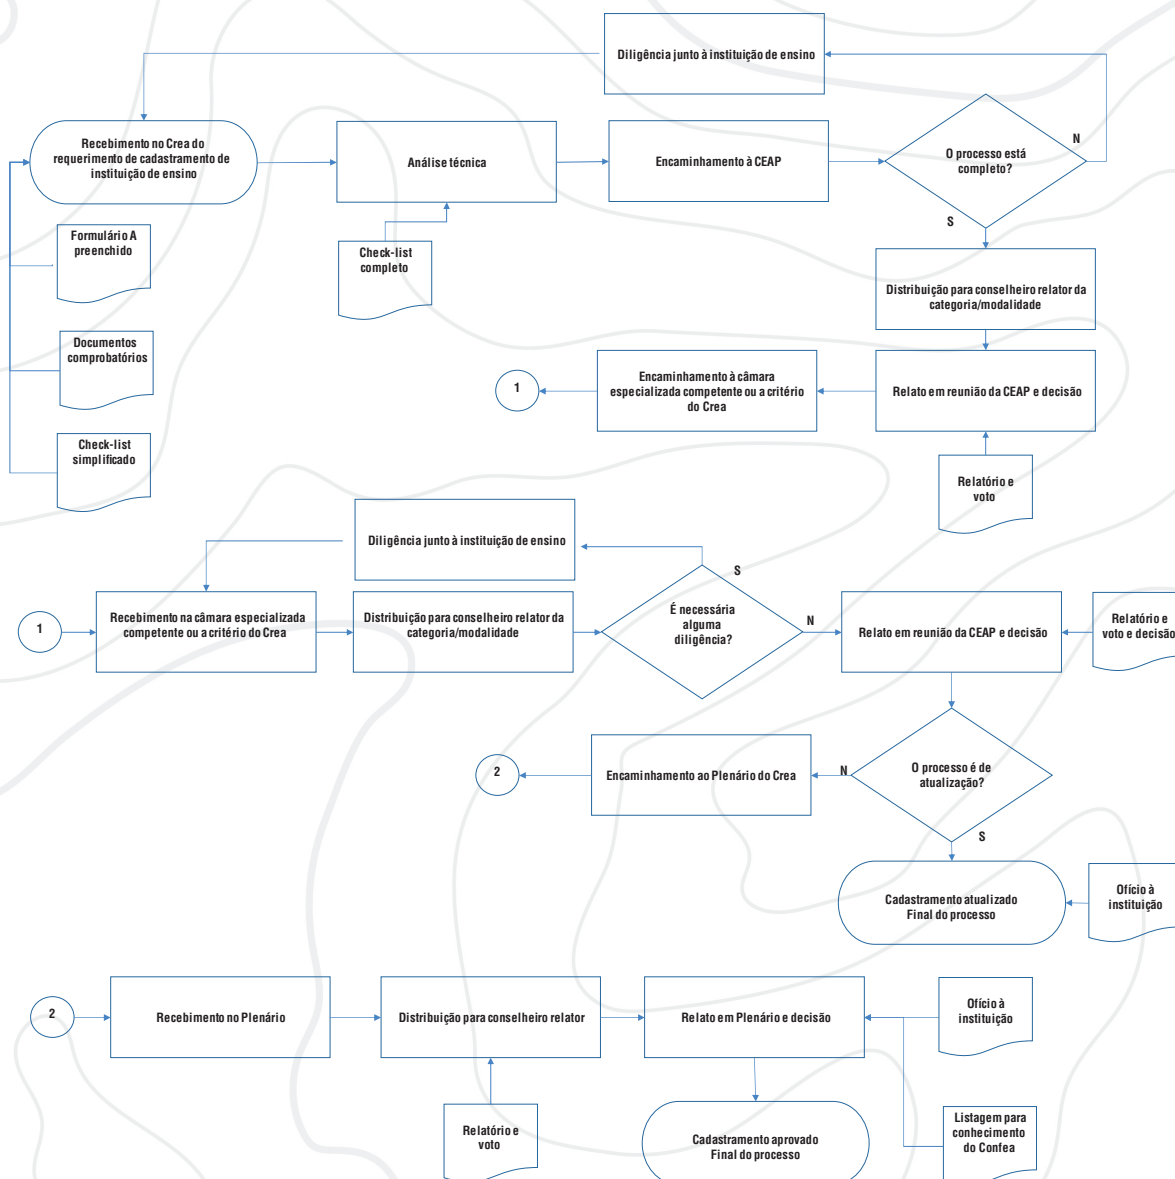 Diligência junto à instituição de ensino
Recebimento no Crea do
requerimento de cadastramento de
instituição de ensino
Análise técnica
Encaminhamento à CEAP
O processo está
completo?
N
S
Formulário A
preenchido
Check-list
completo
Documentos
comprobatórios
Check-list
simplificado
Distribuição para conselheiro relator da
categoria/modalidade
1
Encaminhamento à câmara
especializada competente ou a critério
do Crea
Relato em reunião da CEAP e decisão
Relatório e
voto
Diligência junto à instituição de ensino
S
1
Recebimento na câmara especializada
competente ou a critério do Crea
Distribuição para conselheiro relator da
categoria/modalidade
É necessária
alguma
diligência?
N
Relato em reunião da CEAP e decisão
Relatório e
voto e decisão
2
Encaminhamento ao Plenário do Crea
N
O processo é de
atualização?
S
Cadastramento atualizado
Final do processo
Ofício à
instituição
2
Recebimento no Plenário
Distribuição para conselheiro relator
Relato em Plenário e decisão
Ofício à
instituição
Relatório e
voto
Cadastramento aprovado
Final do processo
Listagem para
conhecimento
do Confea